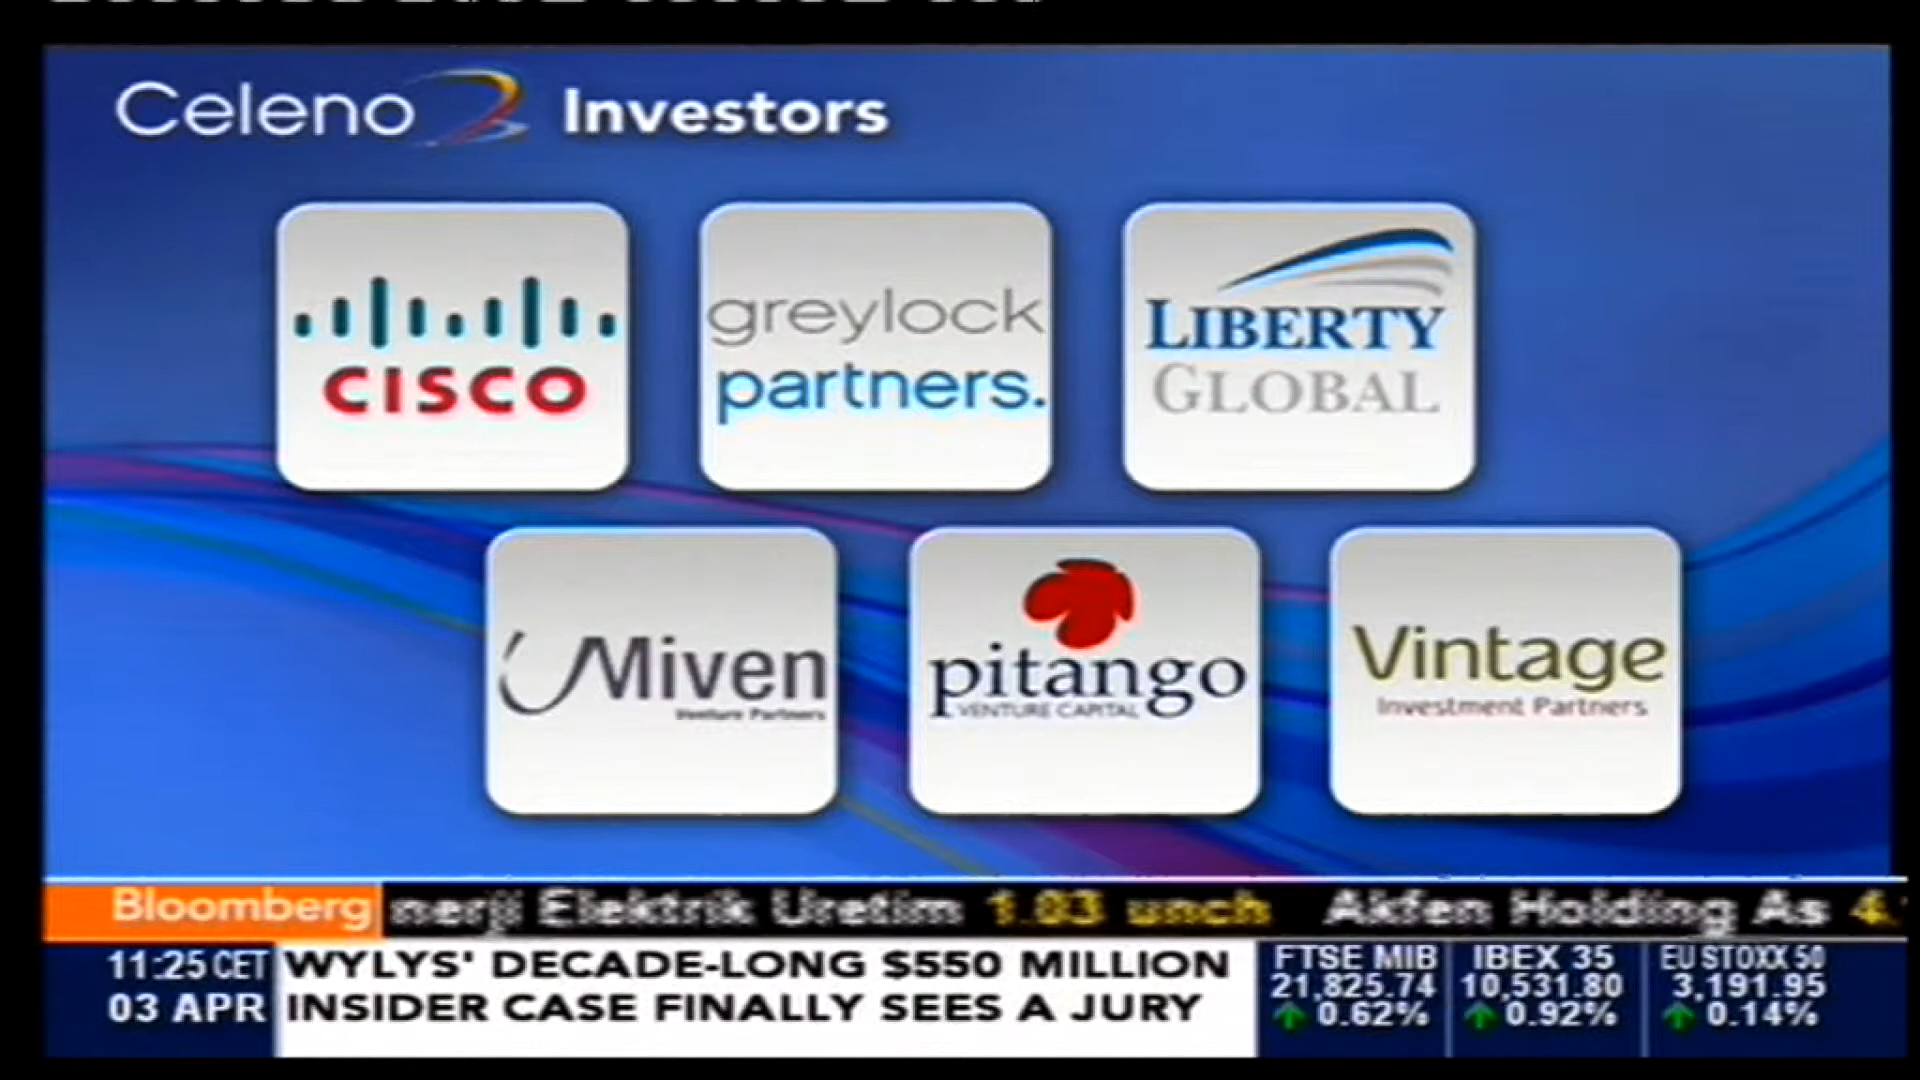 Celeno Investors
CISCO
greylock
partners.
LIBERTY
GLOBAL
Miven
Venture Partners
pitango
VENTURE CAPITAL
Vintage
Investment Partners
Bloomberg nerji Elektrik Uretim 1.03 unch Akfen Holding As 4.
11:25 CET
03 APR
WYLYS' DECADE-LONG $550 MILLION
INSIDER CASE FINALLY SEES A JURY
FTSE MIB
21,825.74
0.62%
IBEX 35
10,531.80
0.92%
EU STOXX 50
3,191.95
0.14%